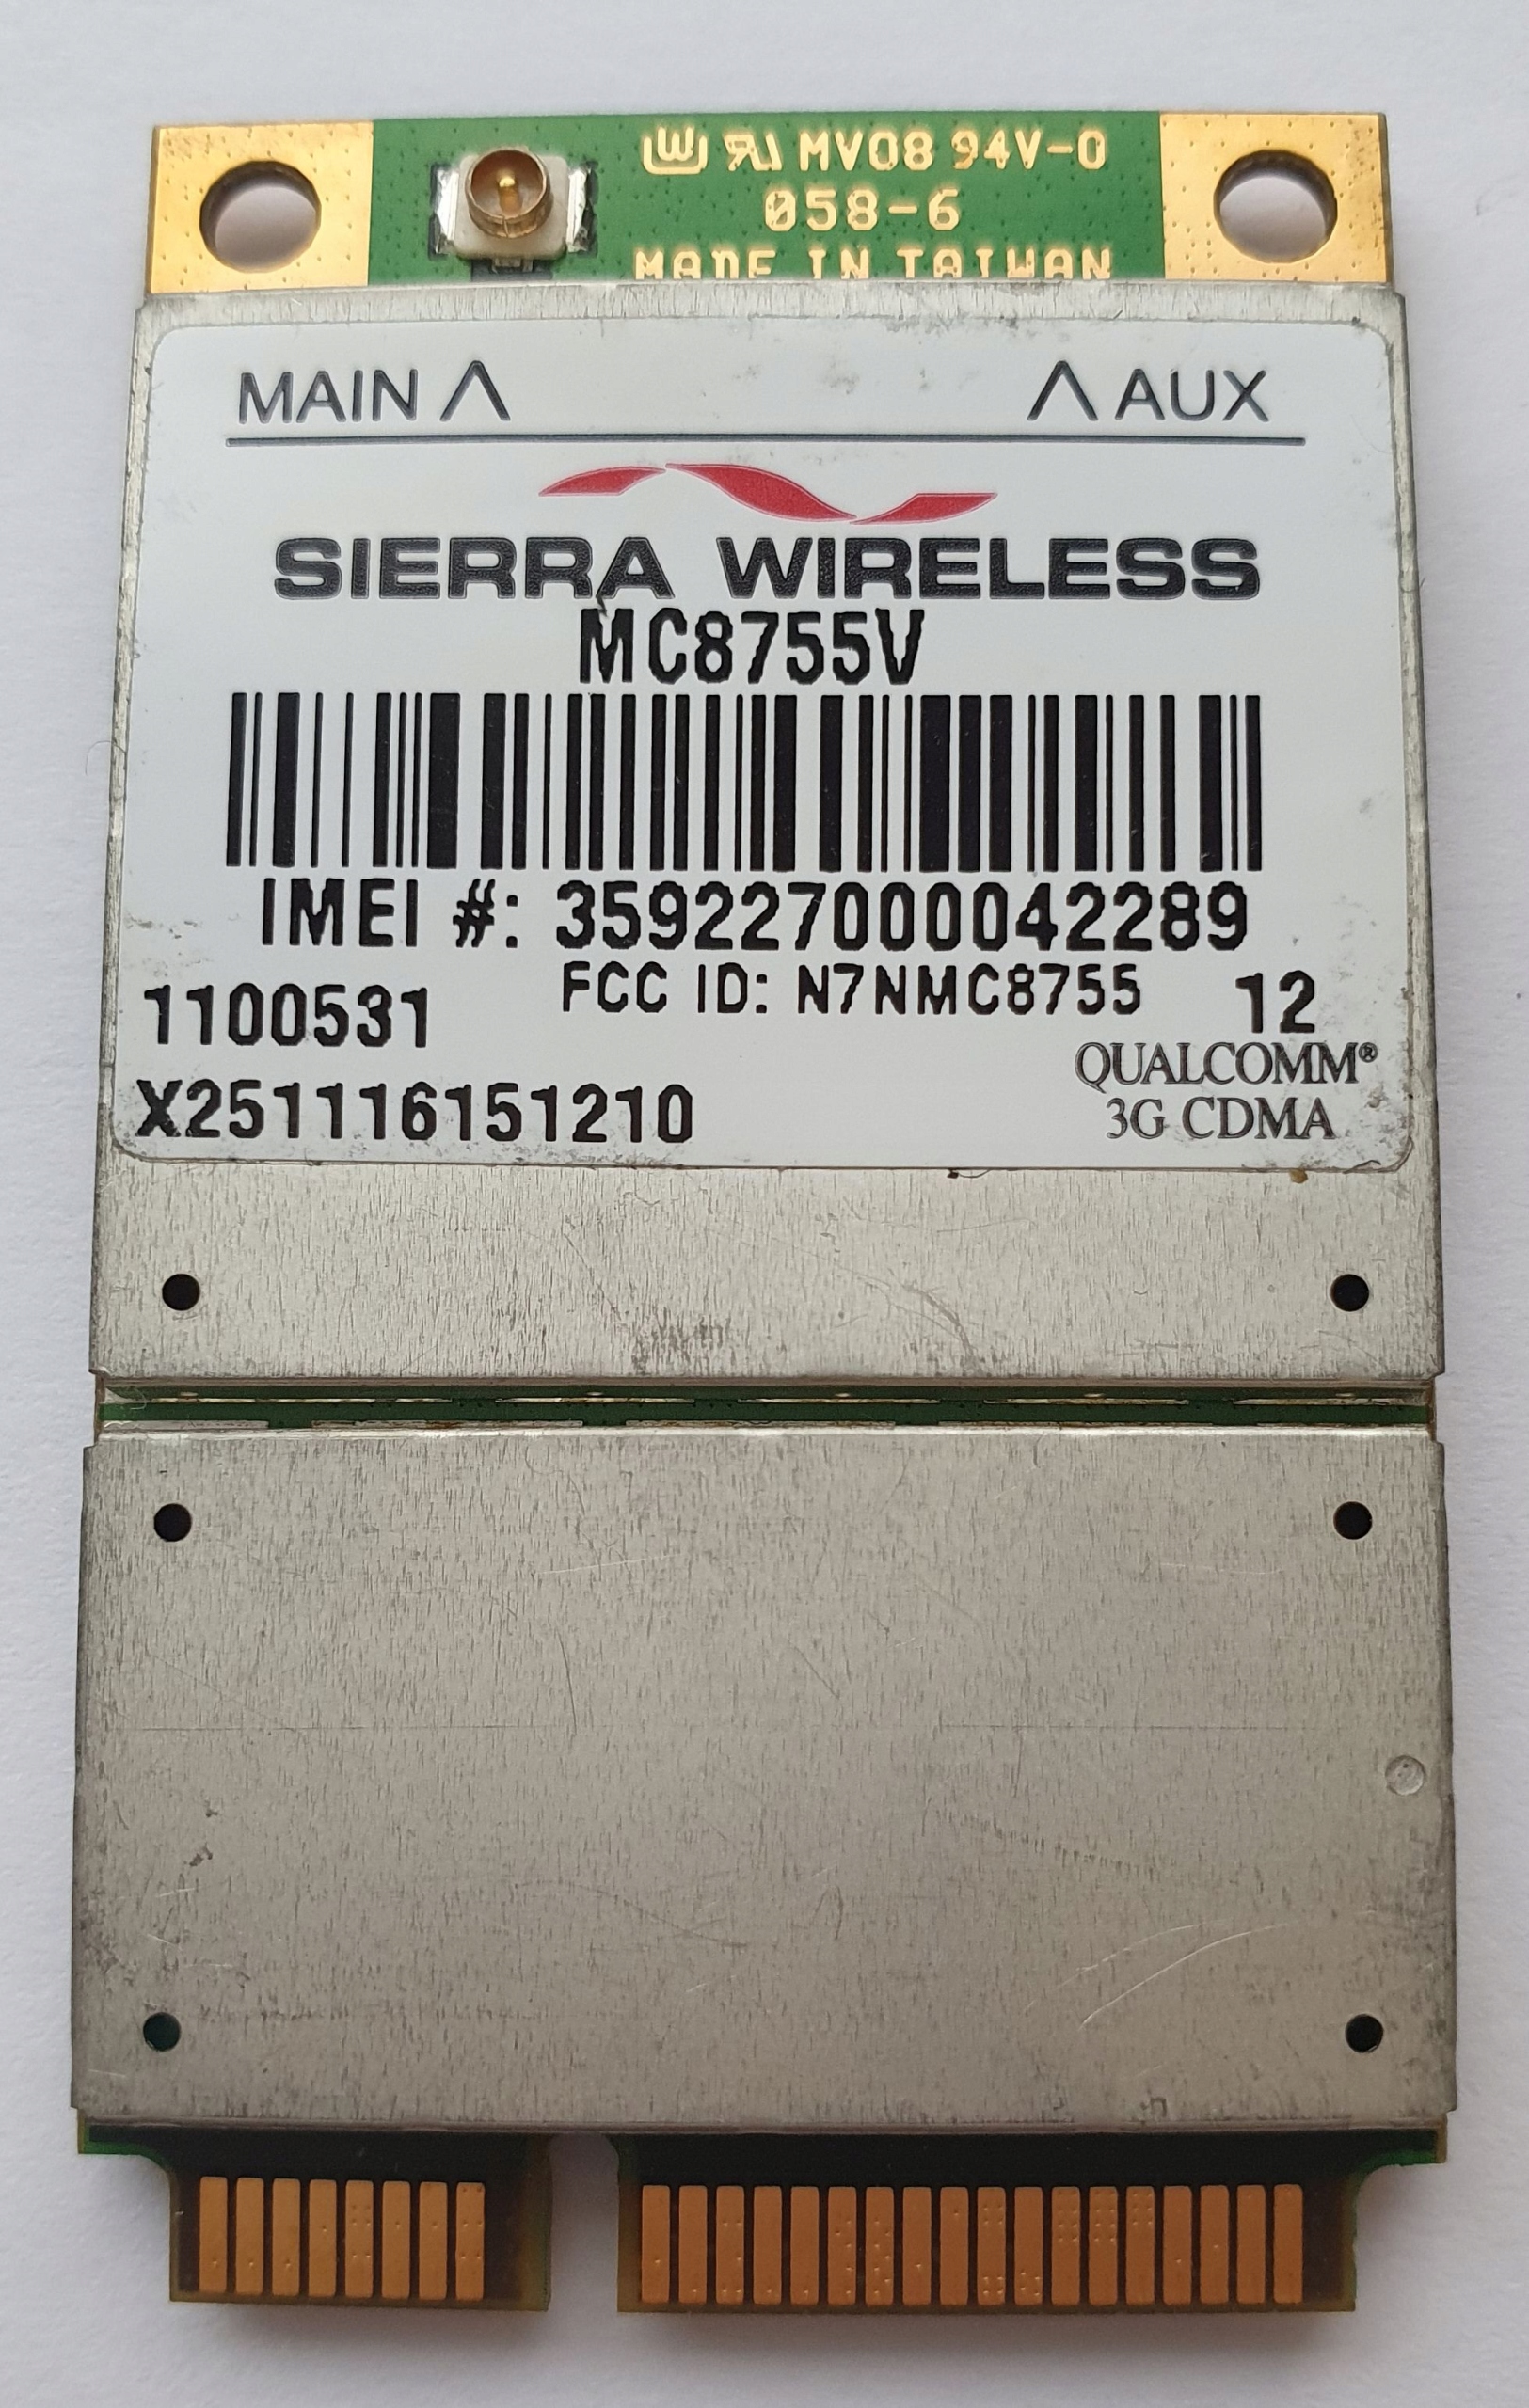 MV08 94V-0
058-6
MADE IN TAIWAN
MAIN Λ Λ AUX
SIERRA WIRELESS
MC8755V
IMEI #: 359227000042289
FCC ID: N7NMC8755
1100531 12
QUALCOMM®
3G CDMA
X251116151210